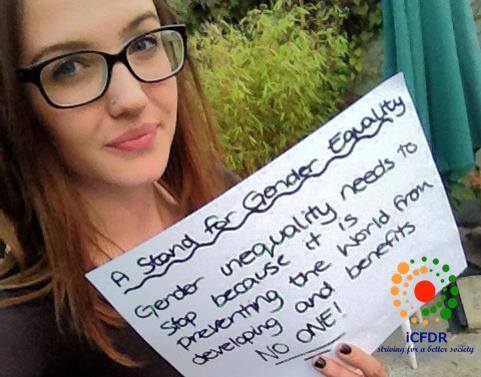 A Stand for Gender Equality
Gender inequality needs to
stop because it is
preventing the World from
developing and benefits
NO ONE!
iCFDR
striving for a better society